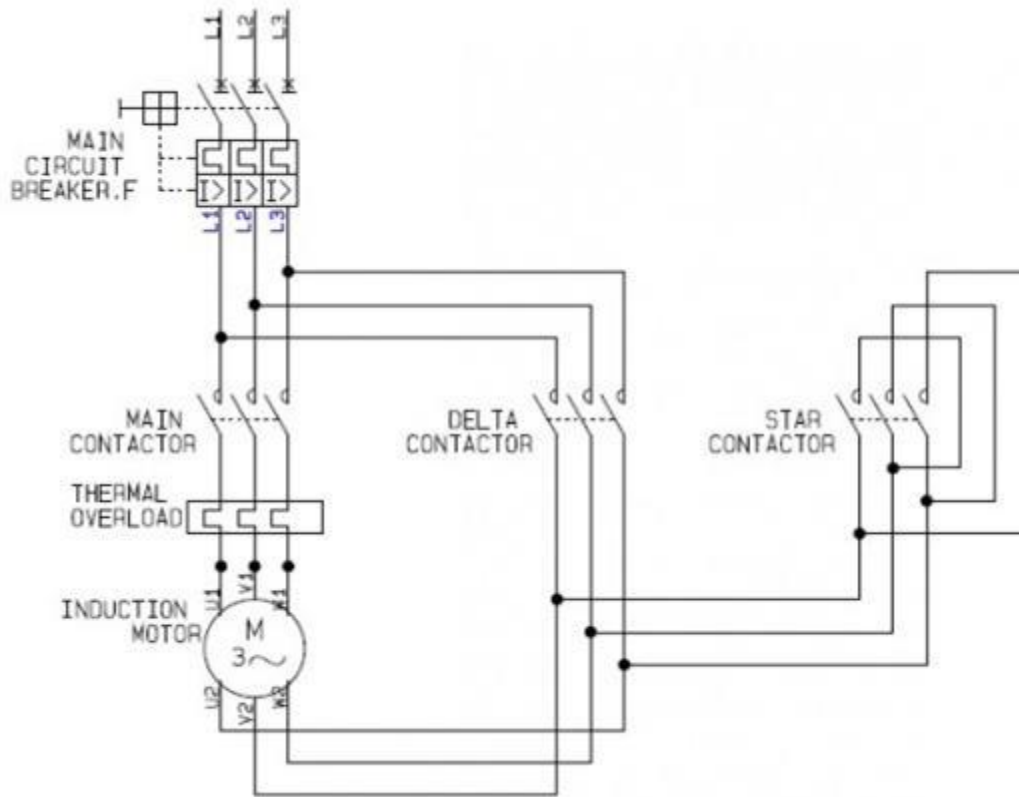 L1 L2 L3
MAIN
CIRCUIT
BREAKER.F
I> I> I>
L1 L2 L3
MAIN
CONTACTOR
DELTA
CONTACTOR
STAR
CONTACTOR
THERMAL
OVERLOAD
U1 V1 W1
INDUCTION
MOTOR
M
3~
U2 V2 W2